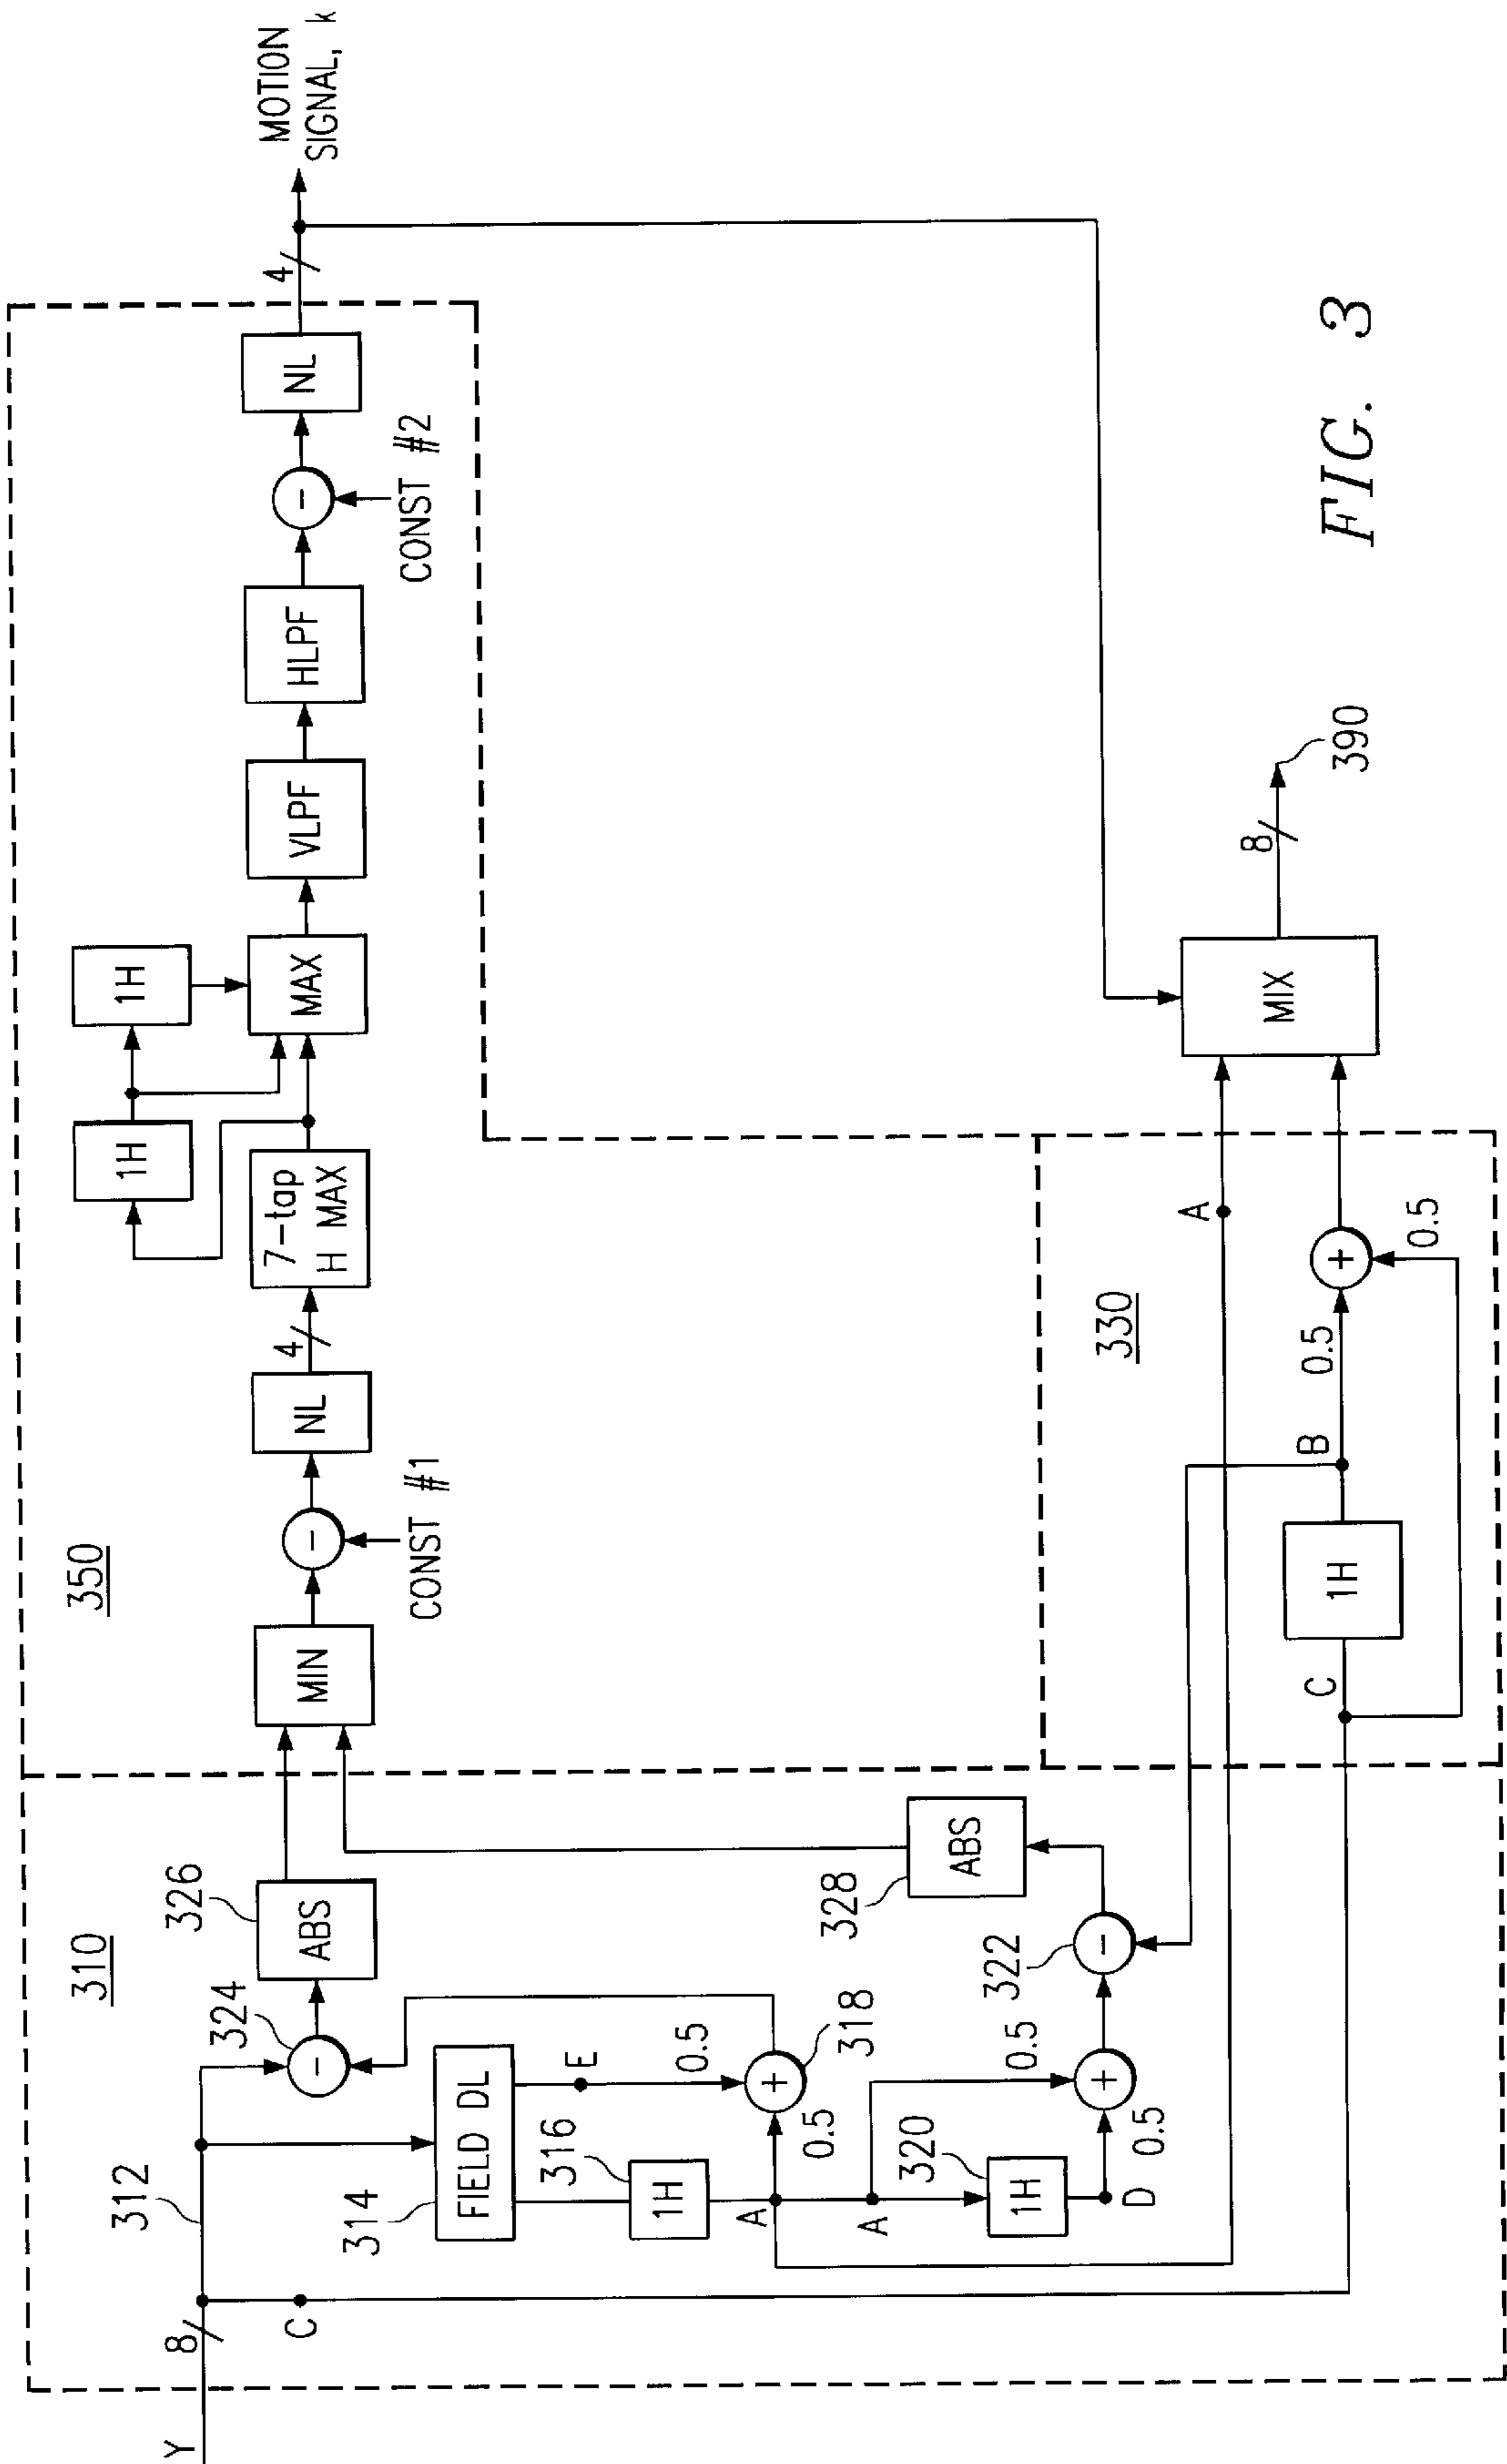 Y
8
312
C
310
324
326
ABS
314
FIELD DL
E
316
1H
0.5
318
+
0.5
A
A
320
1H
D
0.5
+
0.5
322
-
328
ABS
-
350
MIN
-
CONST #1
NL
4
7-tap
H MAX
1H
1H
MAX
VLPF
HLPF
-
CONST #2
NL
4
MOTION
SIGNAL, k
330
C
1H
B
0.5
+
0.5
A
MIX
8
390
FIG. 3